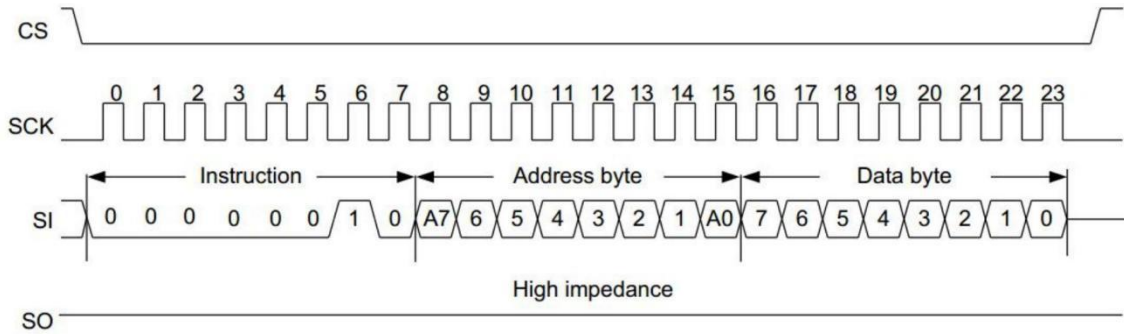 CS
0 1 2 3 4 5 6 7 8 9 10 11 12 13 14 15 16 17 18 19 20 21 22 23
SCK
Instruction Address byte Data byte
SI 0 0 0 0 0 0 1 0 A7 6 5 4 3 2 1 A0 7 6 5 4 3 2 1 0
High impedance
SO